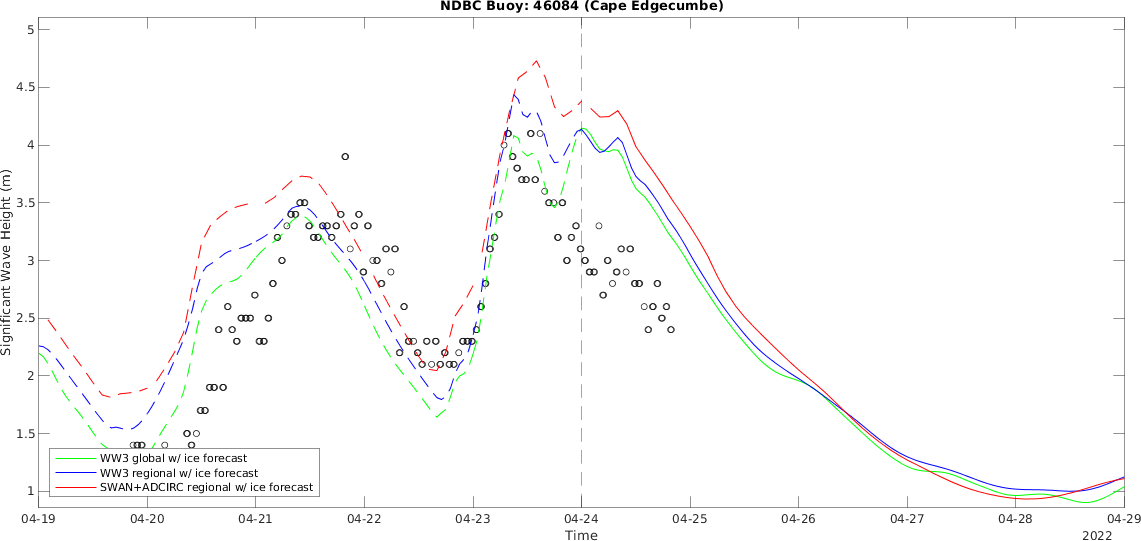 NDBC Buoy: 46084 (Cape Edgecumbe)
Significant Wave Height (m)
5
4.5
4
3.5
3
2.5
2
1.5
1
WW3 global w/ ice forecast
WW3 regional w/ ice forecast
SWAN+ADCIRC regional w/ ice forecast
04-19 04-20 04-21 04-22 04-23 04-24 04-25 04-26 04-27 04-28 04-29
Time
2022